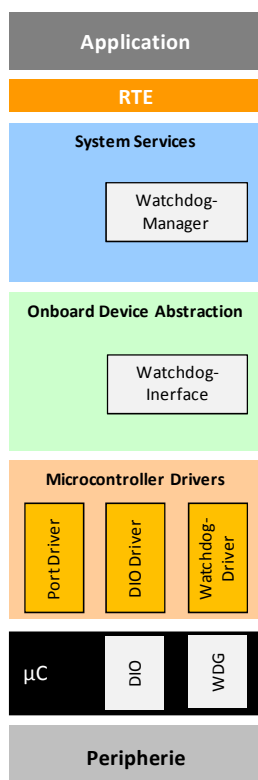 Application
RTE
System Services
Watchdog-
Manager
Onboard Device Abstraction
Watchdog-
Inerface
Microcontroller Drivers
Port Driver
DIO Driver
Watchdog-
Driver
µC
DIO
WDG
Peripherie